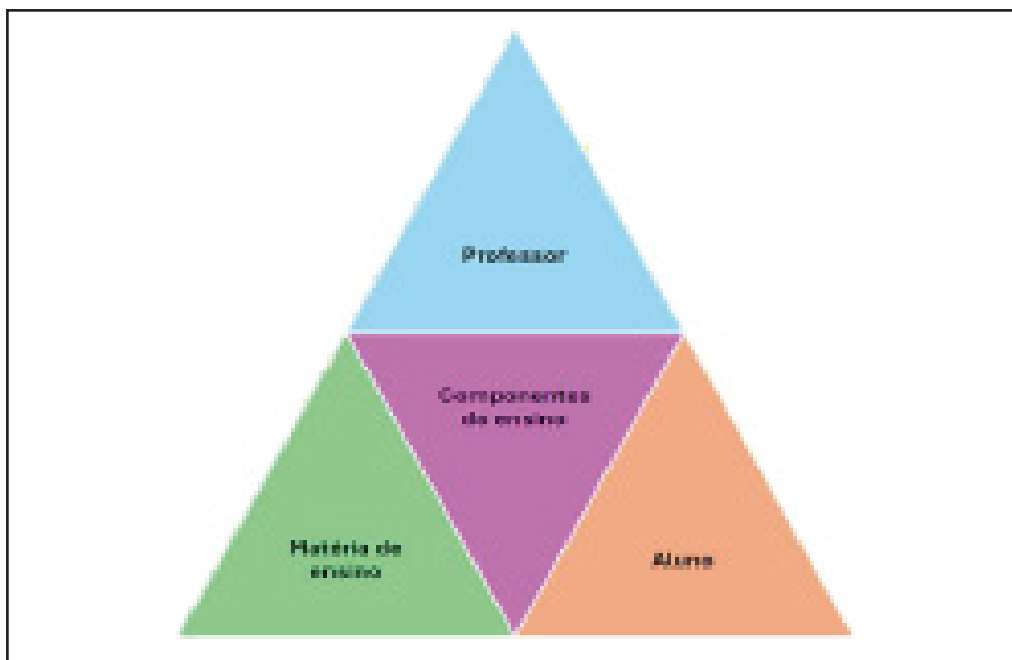 Professor
Componentes
do ensino
Matéria de
ensino
Aluno